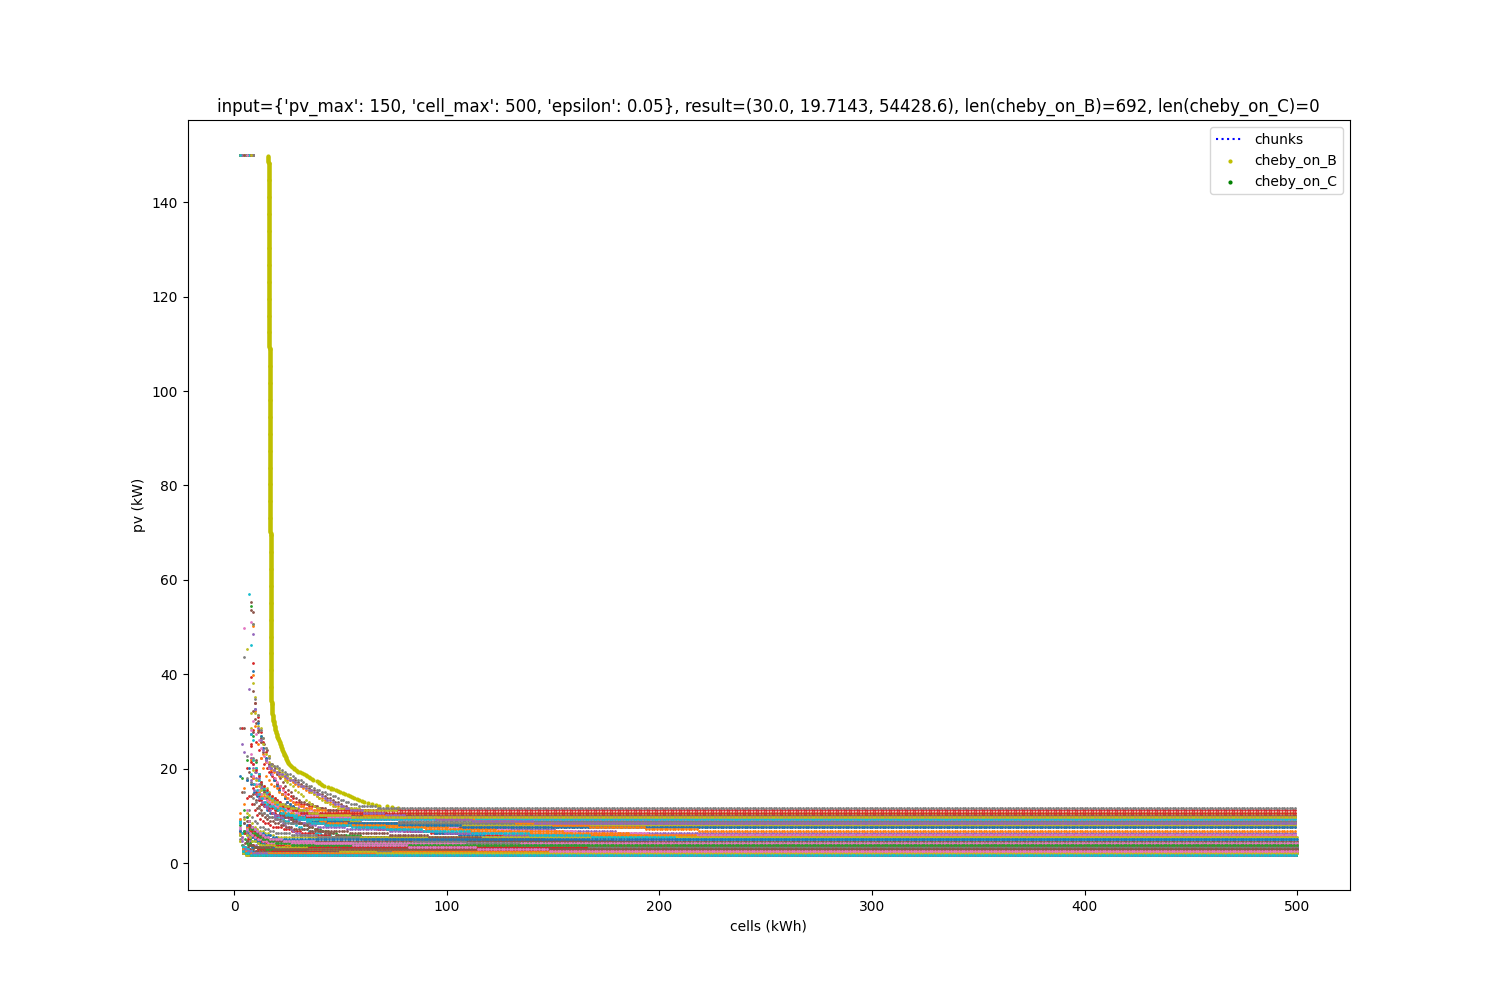 input={'pv_max': 150, 'cell_max': 500, 'epsilon': 0.05}, result=(30.0, 19.7143, 54428.6), len(cheby_on_B)=692, len(cheby_on_C)=0
chunks
cheby_on_B
cheby_on_C
140
120
100
80
60
40
20
0
pv (kW)
0 100 200 300 400 500
cells (kWh)